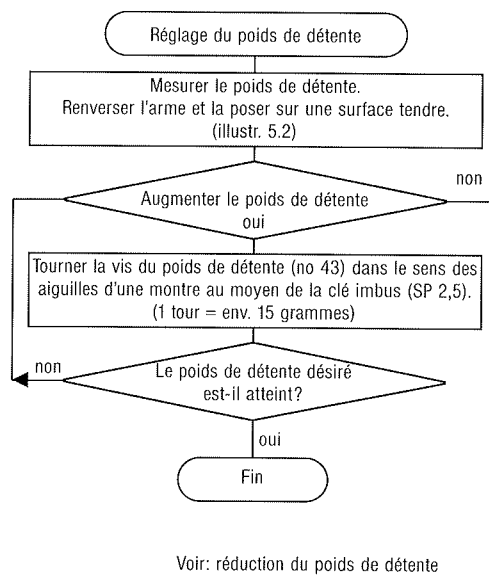 Réglage du poids de détente
Mesurer le poids de détente.
Renverser l'arme et la poser sur une surface tendre.
(illustr. 5.2)
non
Augmenter le poids de détente
oui
Tourner la vis du poids de détente (no 43) dans le sens des
aiguilles d'une montre au moyen de la clé imbus (SP 2,5).
(1 tour = env. 15 grammes)
non
Le poids de détente désiré
est-il atteint?
oui
Fin
Voir: réduction du poids de détente